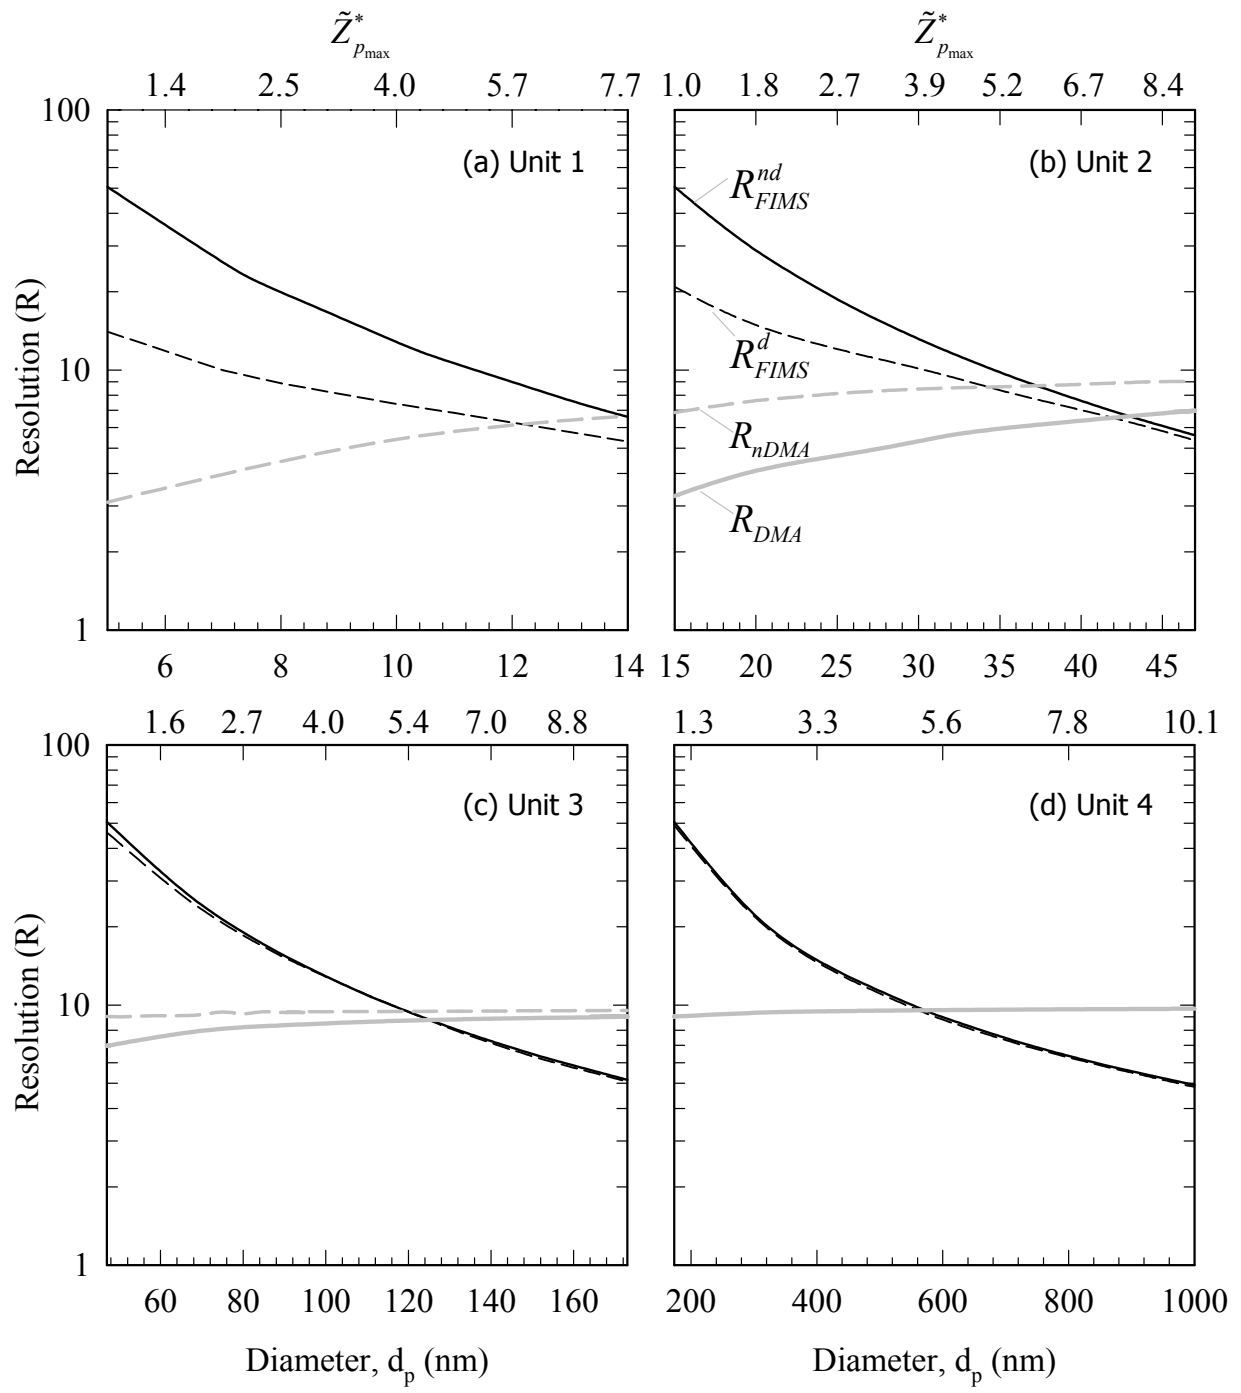 Z̃*pmax Z̃*pmax
1.4 2.5 4.0 5.7 7.7 1.0 1.8 2.7 3.9 5.2 6.7 8.4
100
(a) Unit 1 (b) Unit 2
R^nd_FIMS
R^d_FIMS
10
R_nDMA
R_DMA
Resolution (R)
1
6 8 10 12 14 15 20 25 30 35 40 45
1.6 2.7 4.0 5.4 7.0 8.8 1.3 3.3 5.6 7.8 10.1
100
(c) Unit 3 (d) Unit 4
10
Resolution (R)
1
60 80 100 120 140 160 200 400 600 800 1000
Diameter, dp (nm) Diameter, dp (nm)